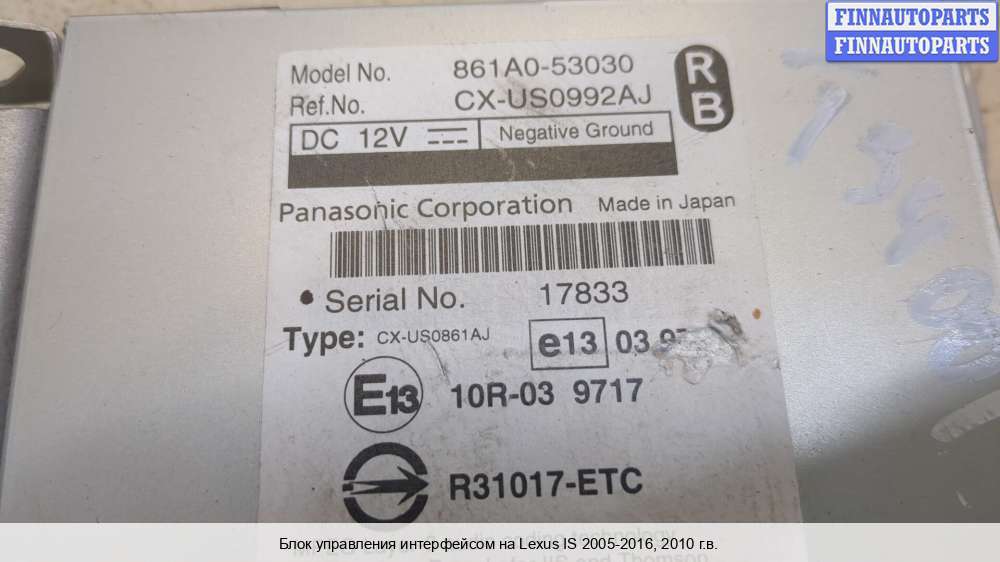 FINNAUTOPARTS
FINNAUTOPARTS
Model No. 861A0-53030
Ref.No. CX-US0992AJ
R
B
DC 12V Negative Ground
Panasonic Corporation Made in Japan
• Serial No. 17833
Type: CX-US0861AJ e13 03
E13 10R-03 9717
R31017-ETC
Блок управления интерфейсом на Lexus IS 2005-2016, 2010 г.в.